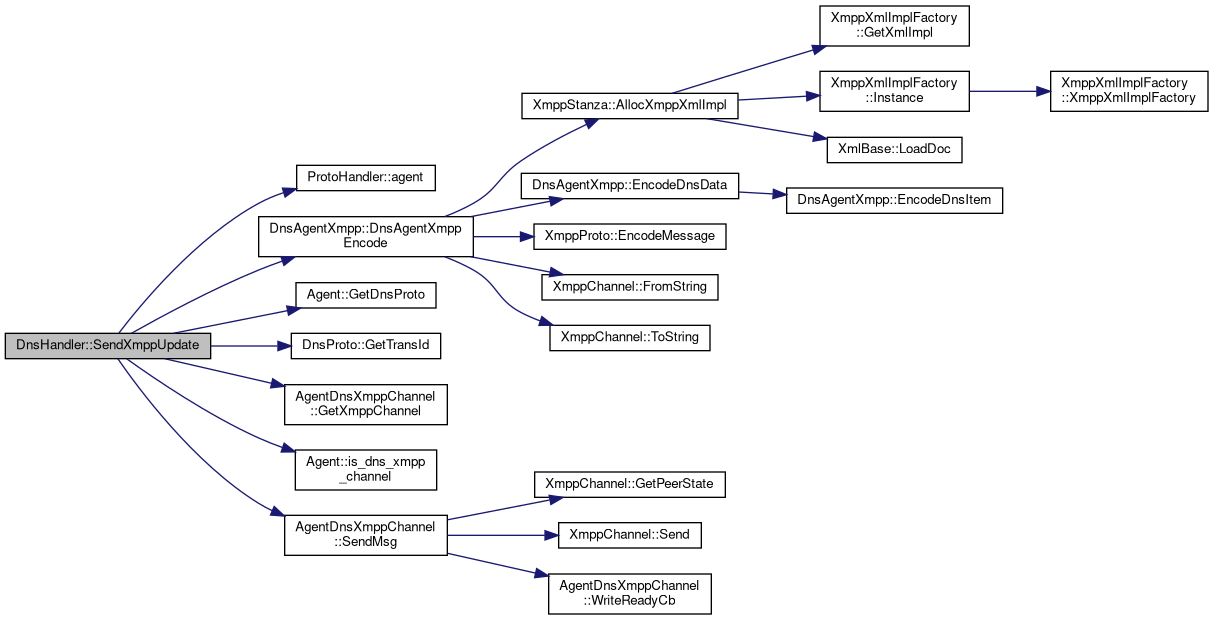 DnsHandler::SendXmppUpdate
ProtoHandler::agent
DnsAgentXmpp::DnsAgentXmpp
Encode
Agent::GetDnsProto
DnsProto::GetTransId
AgentDnsXmppChannel
::GetXmppChannel
Agent::is_dns_xmpp
_channel
AgentDnsXmppChannel
::SendMsg
XmppStanza::AllocXmppXmlImpl
DnsAgentXmpp::EncodeDnsData
XmppProto::EncodeMessage
XmppChannel::FromString
XmppChannel::ToString
XmppChannel::GetPeerState
XmppChannel::Send
AgentDnsXmppChannel
::WriteReadyCb
XmppXmlImplFactory
::GetXmlImpl
XmppXmlImplFactory
::Instance
XmlBase::LoadDoc
DnsAgentXmpp::EncodeDnsItem
XmppXmlImplFactory
::XmppXmlImplFactory